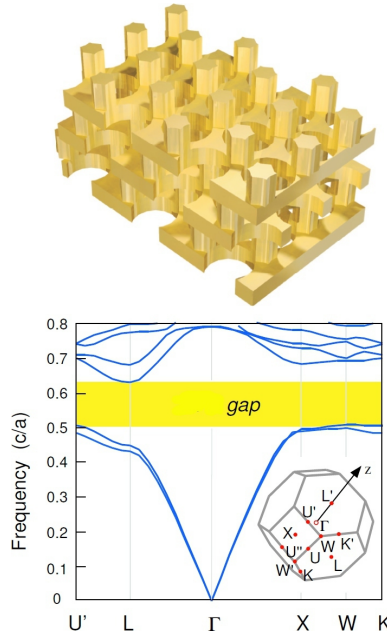 0.8
0.7
0.6
0.5
0.4
0.3
0.2
0.1
0
Frequency (c/a)
gap
z
L'
U'
Γ
X
W
K'
U''
U
L
W'
K
U' L Γ X W K